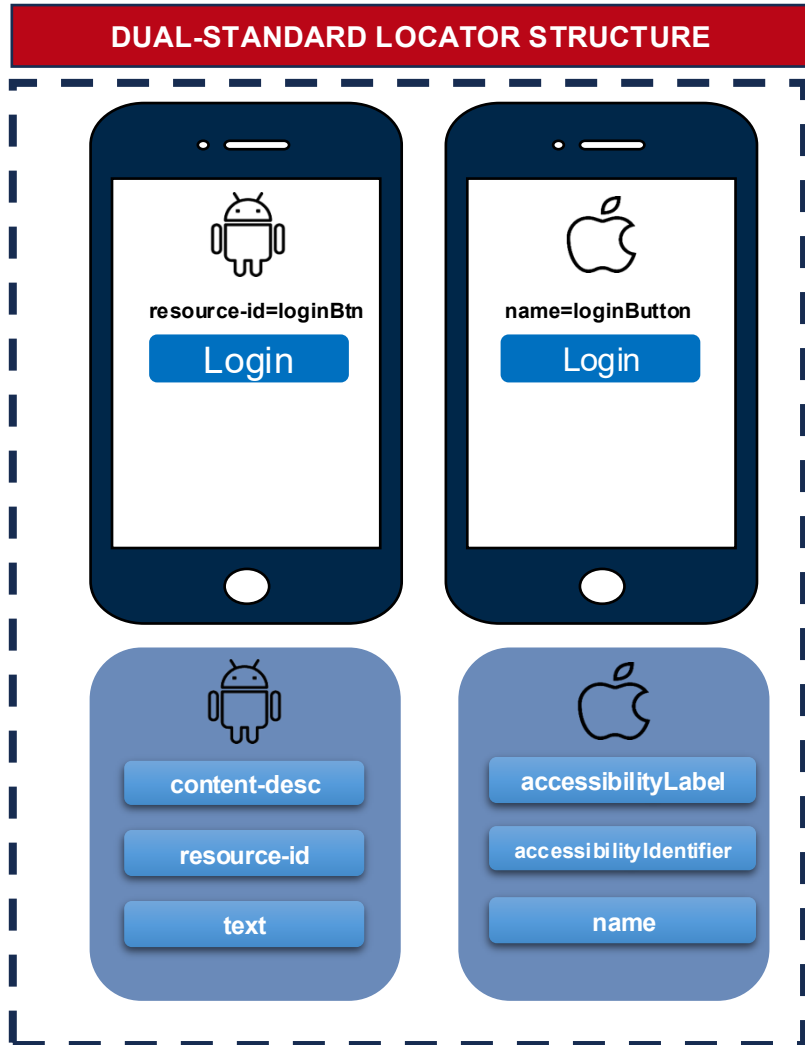 DUAL-STANDARD LOCATOR STRUCTURE
resource-id=loginBtn
Login
name=loginButton
Login
content-desc
resource-id
text
accessibilityLabel
accessibilityIdentifier
name